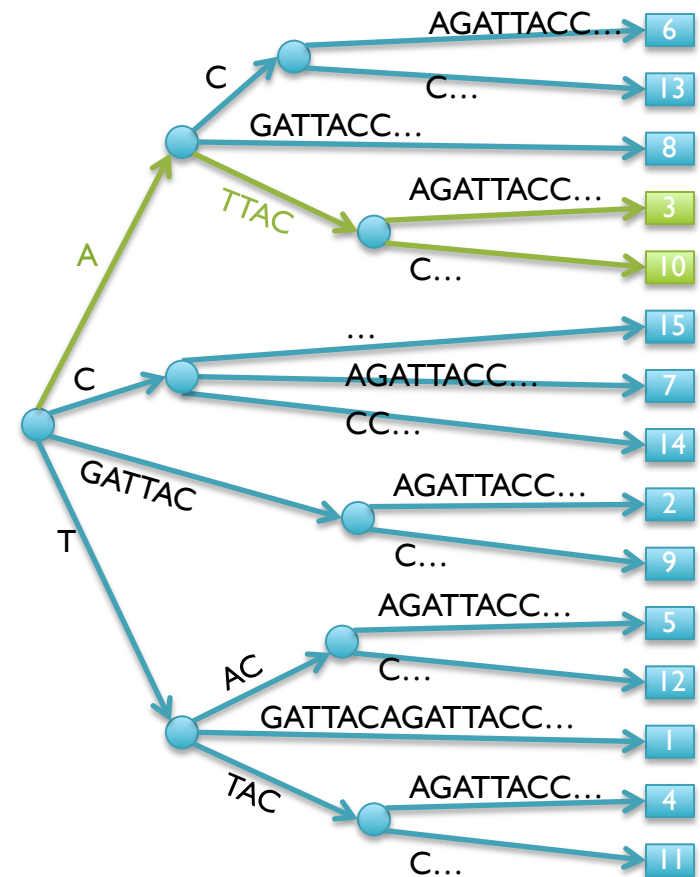 AGATTACC… 6
C
C… 13
GATTACC… 8
TTAC
AGATTACC… 3
A
C… 10
… 15
C
AGATTACC… 7
CC… 14
GATTAC
AGATTACC… 2
T
C… 9
AGATTACC… 5
AC
C… 12
GATTACAGATTACC… 1
TAC
AGATTACC… 4
C… 11